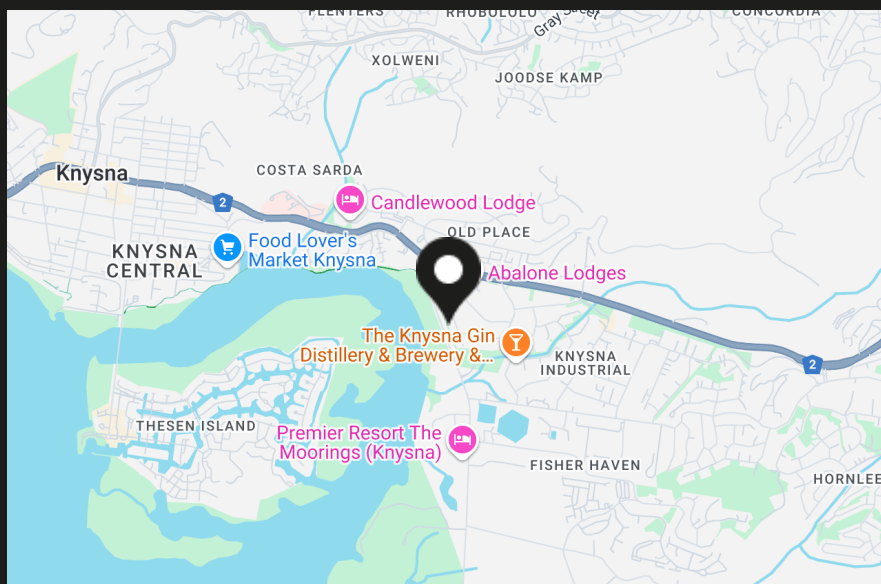 RHOBOLOLO
CONCORDIA
Gray Street
XOLWENI
JOODSE KAMP
Knysna
COSTA SARDA
2
Candlewood Lodge
OLD PLACE
Food Lover's
Market Knysna
KNYSNA
CENTRAL
Abalone Lodges
The Knysna Gin
Distillery & Brewery &...
KNYSNA
INDUSTRIAL
2
THESEN ISLAND
Premier Resort The
Moorings (Knysna)
FISHER HAVEN
HORNLEE